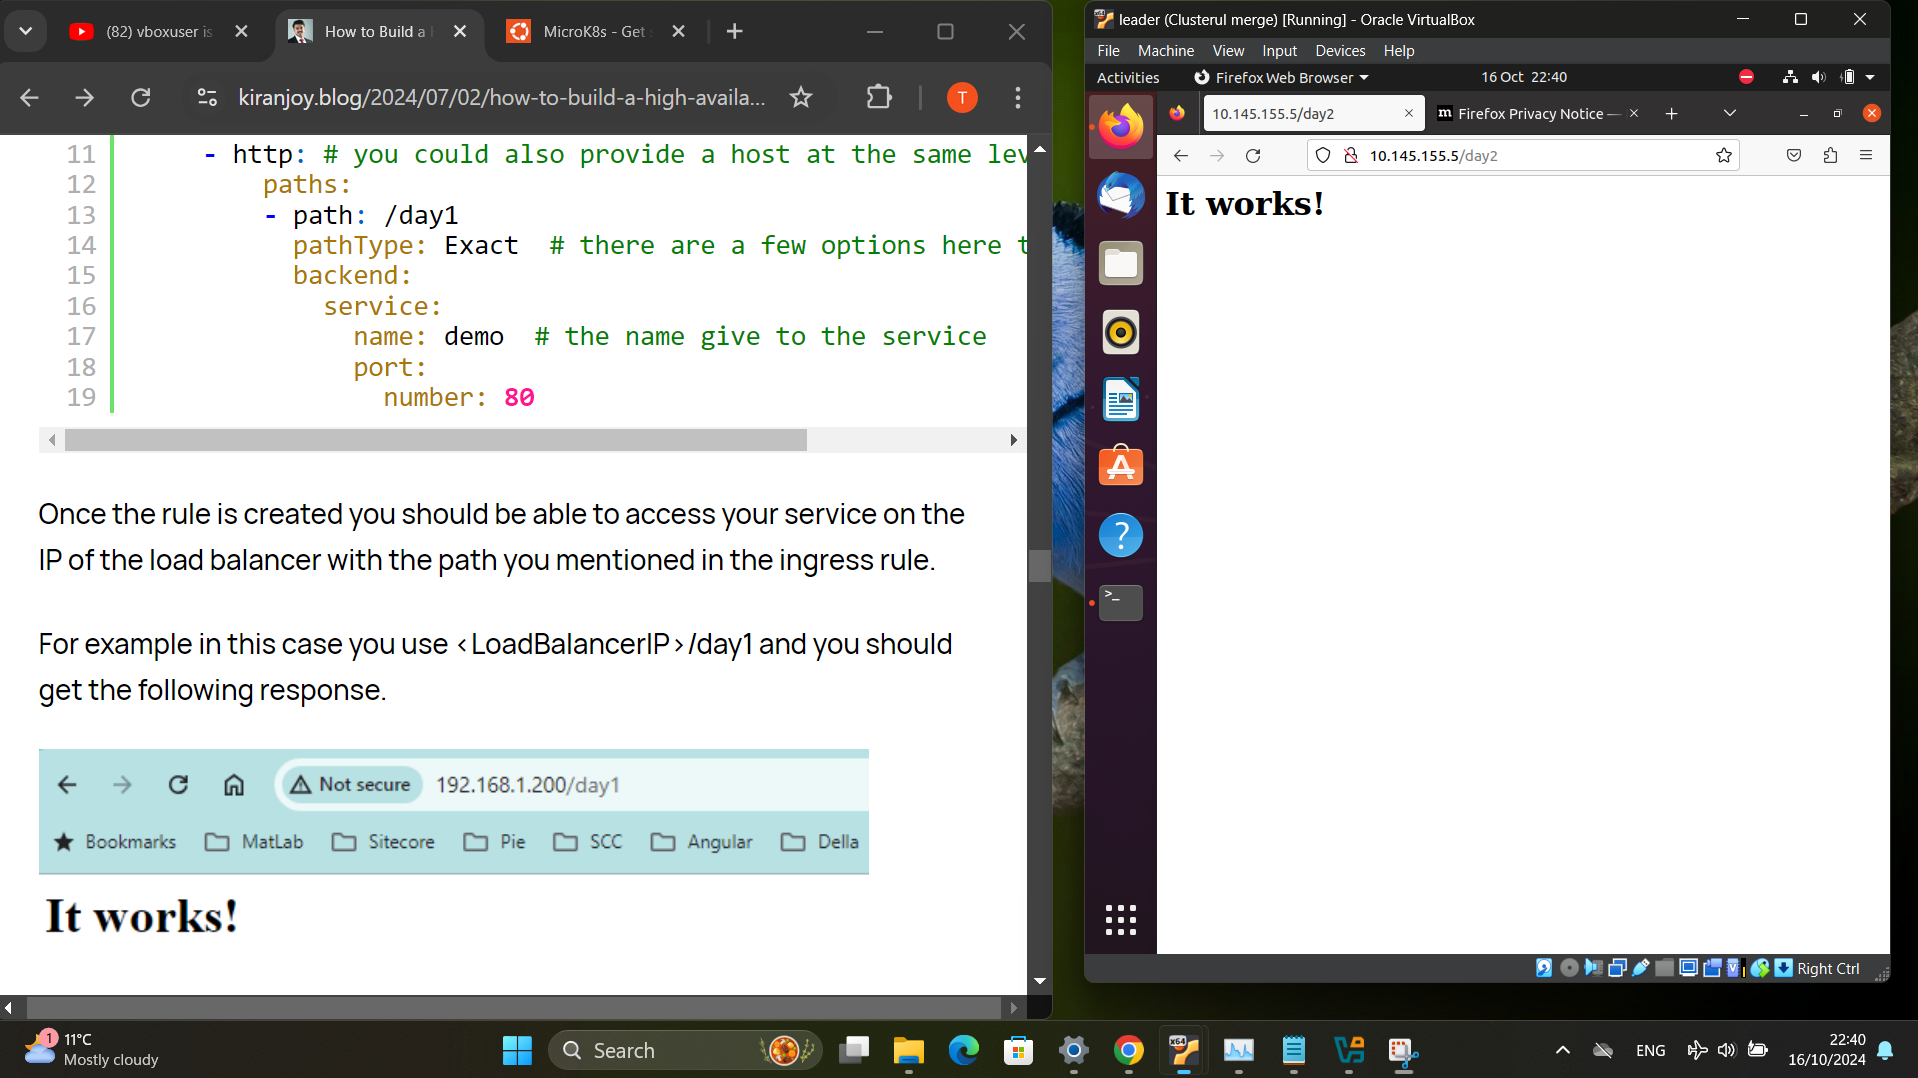 (82) vboxuser is
How to Build a
MicroK8s - Get
kiranjoy.blog/2024/07/02/how-to-build-a-high-availa...
T
11 - http: # you could also provide a host at the same lev
12 paths:
13 - path: /day1
14 pathType: Exact # there are a few options here t
15 backend:
16 service:
17 name: demo # the name give to the service
18 port:
19 number: 80
Once the rule is created you should be able to access your service on the
IP of the load balancer with the path you mentioned in the ingress rule.
For example in this case you use <LoadBalancerIP>/day1 and you should
get the following response.
Not secure 192.168.1.200/day1
Bookmarks MatLab Sitecore Pie SCC Angular Della
It works!
leader (Clusterul merge) [Running] - Oracle VirtualBox
File Machine View Input Devices Help
Activities Firefox Web Browser 16 Oct 22:40
10.145.155.5/day2
m Firefox Privacy Notice —
10.145.155.5/day2
It works!
Right Ctrl
1
11°C
Mostly cloudy
Search
x64
ENG
22:40
16/10/2024